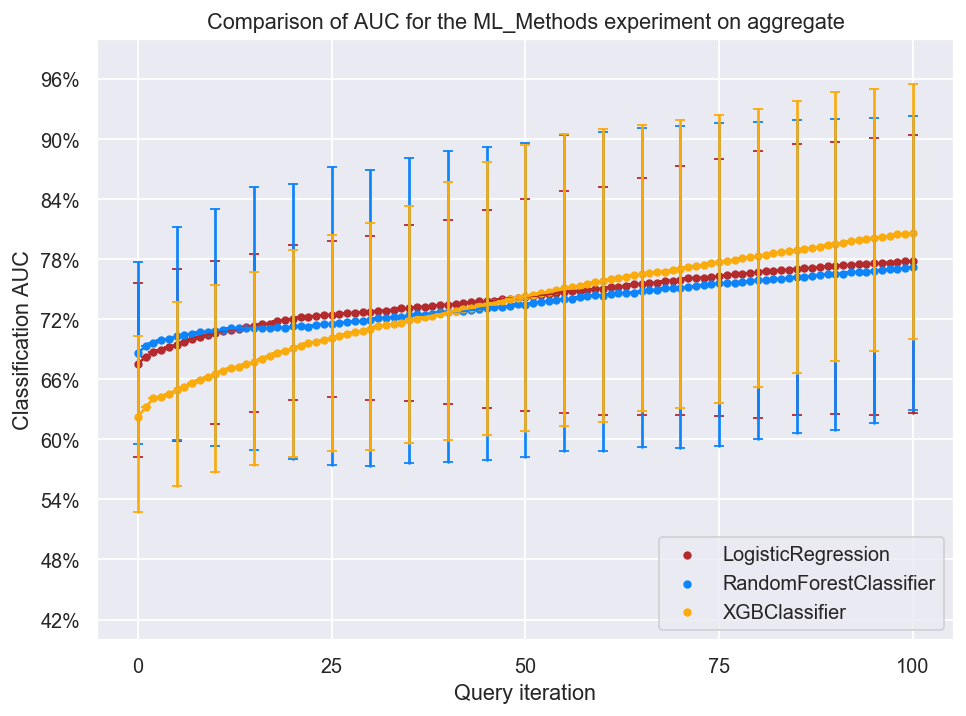 Comparison of AUC for the ML_Methods experiment on aggregate
96%
90%
84%
78%
72%
66%
60%
54%
48%
42%
Classification AUC
0 25 50 75 100
Query iteration
LogisticRegression
RandomForestClassifier
XGBClassifier